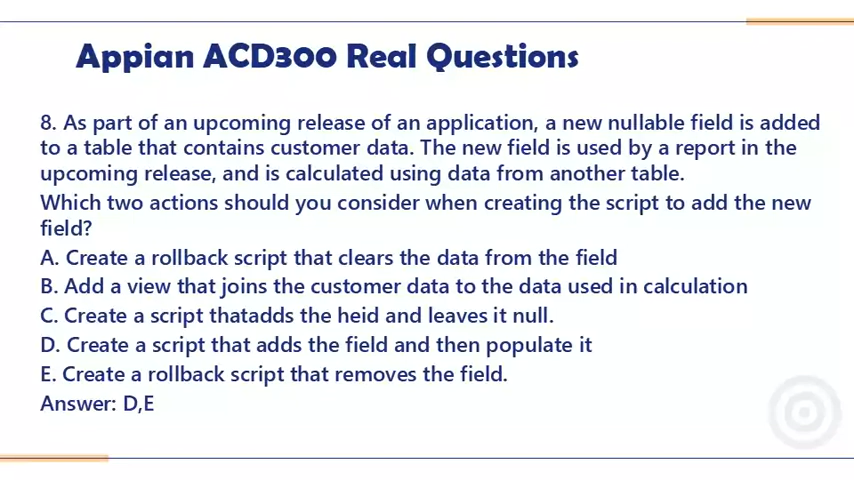 Appian ACD300 Real Questions
8. As part of an upcoming release of an application, a new nullable field is added
to a table that contains customer data. The new field is used by a report in the
upcoming release, and is calculated using data from another table.
Which two actions should you consider when creating the script to add the new
field?
A. Create a rollback script that clears the data from the field
B. Add a view that joins the customer data to the data used in calculation
C. Create a script thatadds the heid and leaves it null.
D. Create a script that adds the field and then populate it
E. Create a rollback script that removes the field.
Answer: D,E